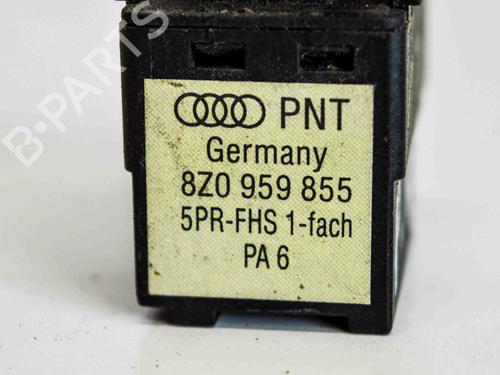 PNT
Germany
8Z0 959 855
5PR-FHS 1-fach
PA 6
B-PARTS